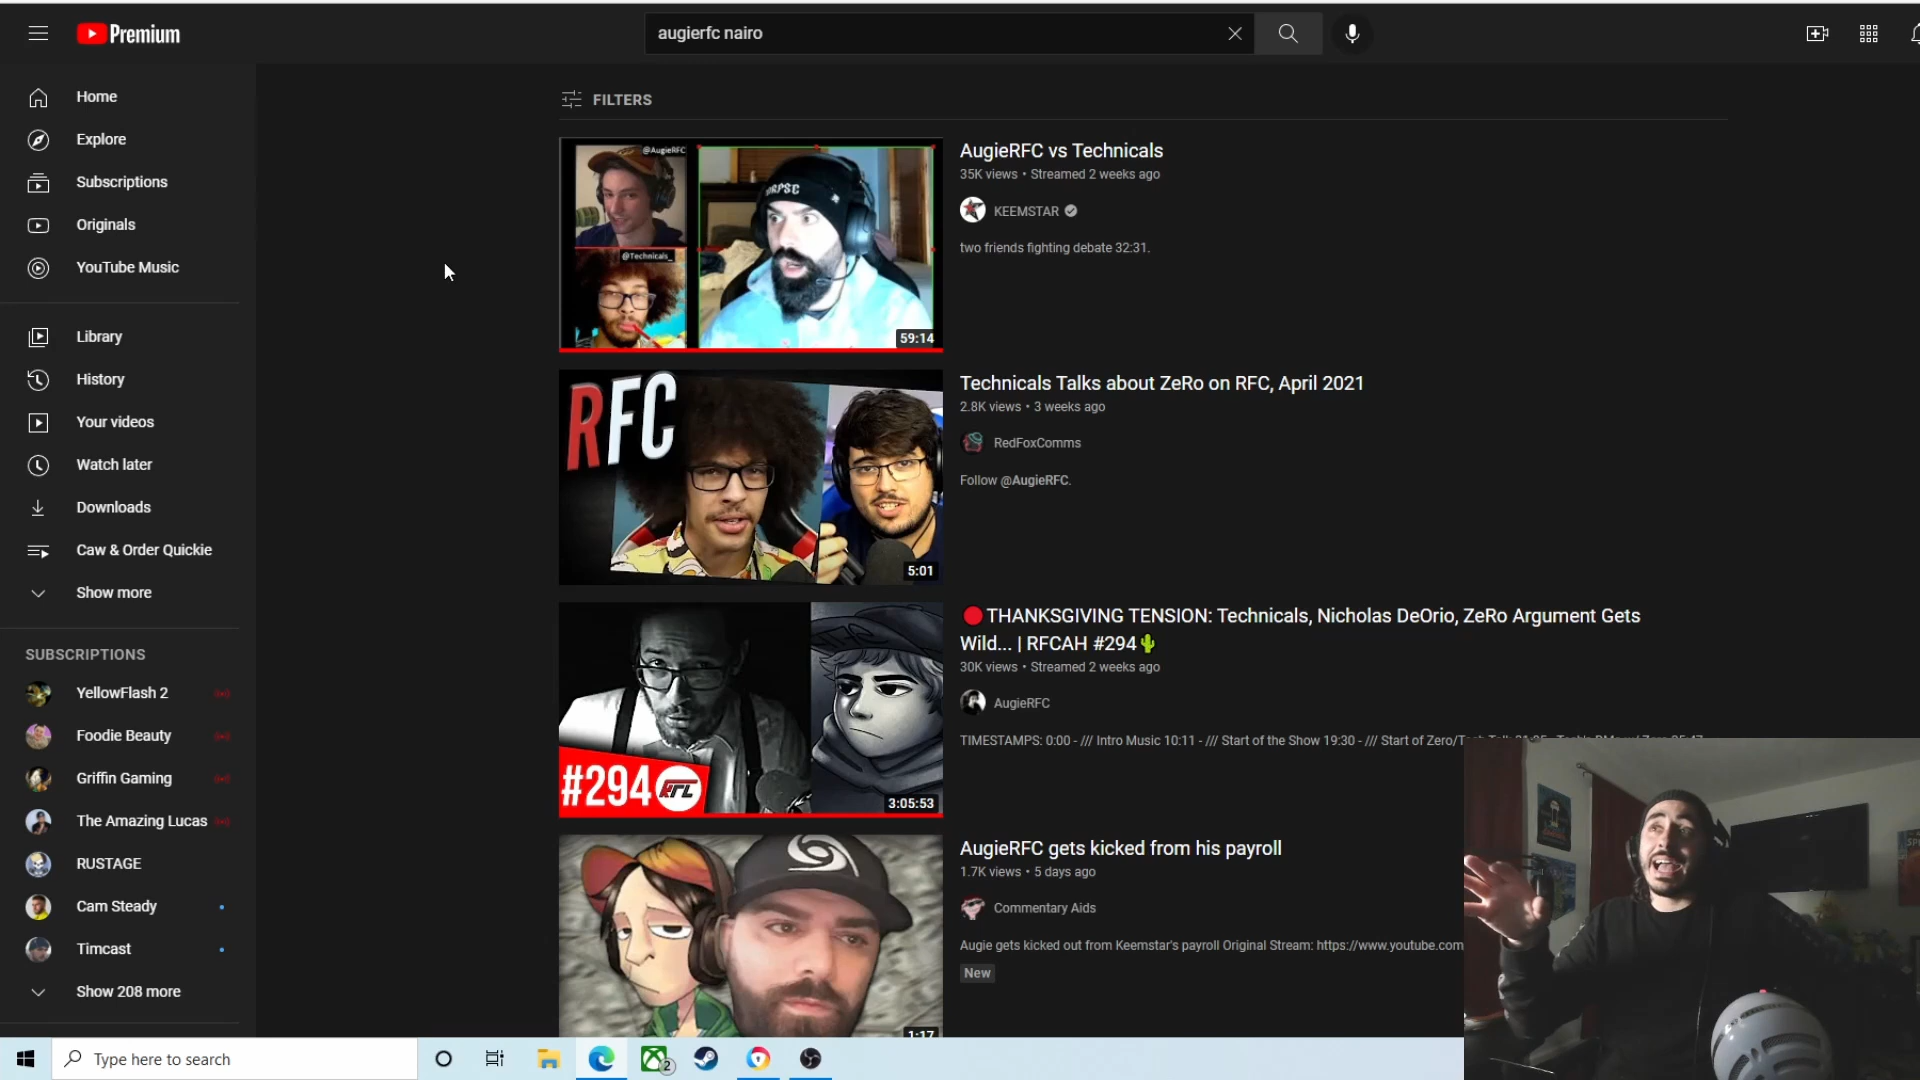 Premium
augierfc nairo
Home
Explore
Subscriptions
Originals
YouTube Music
Library
History
Your videos
Watch later
Downloads
Caw & Order Quickie
Show more
SUBSCRIPTIONS
YellowFlash 2
Foodie Beauty
Griffin Gaming
The Amazing Lucas
RUSTAGE
Cam Steady
Timcast
Show 208 more
FILTERS
@AugieRFC
@Technicals_
59:14
AugieRFC vs Technicals
35K views • Streamed 2 weeks ago
KEEMSTAR
two friends fighting debate 32:31.
RFC
5:01
Technicals Talks about ZeRo on RFC, April 2021
2.8K views • 3 weeks ago
RedFoxComms
Follow @AugieRFC.
#294
3:05:53
🔴THANKSGIVING TENSION: Technicals, Nicholas DeOrio, ZeRo Argument Gets
Wild... | RFCAH #294🌵
30K views • Streamed 2 weeks ago
AugieRFC
TIMESTAMPS: 0:00 - /// Intro Music 10:11 - /// Start of the Show 19:30 - /// Start of
1:17
AugieRFC gets kicked from his payroll
1.7K views • 5 days ago
Commentary Aids
Augie gets kicked out from Keemstar's payroll Original Stream: https://www.youtube.com
New
Type here to search
2